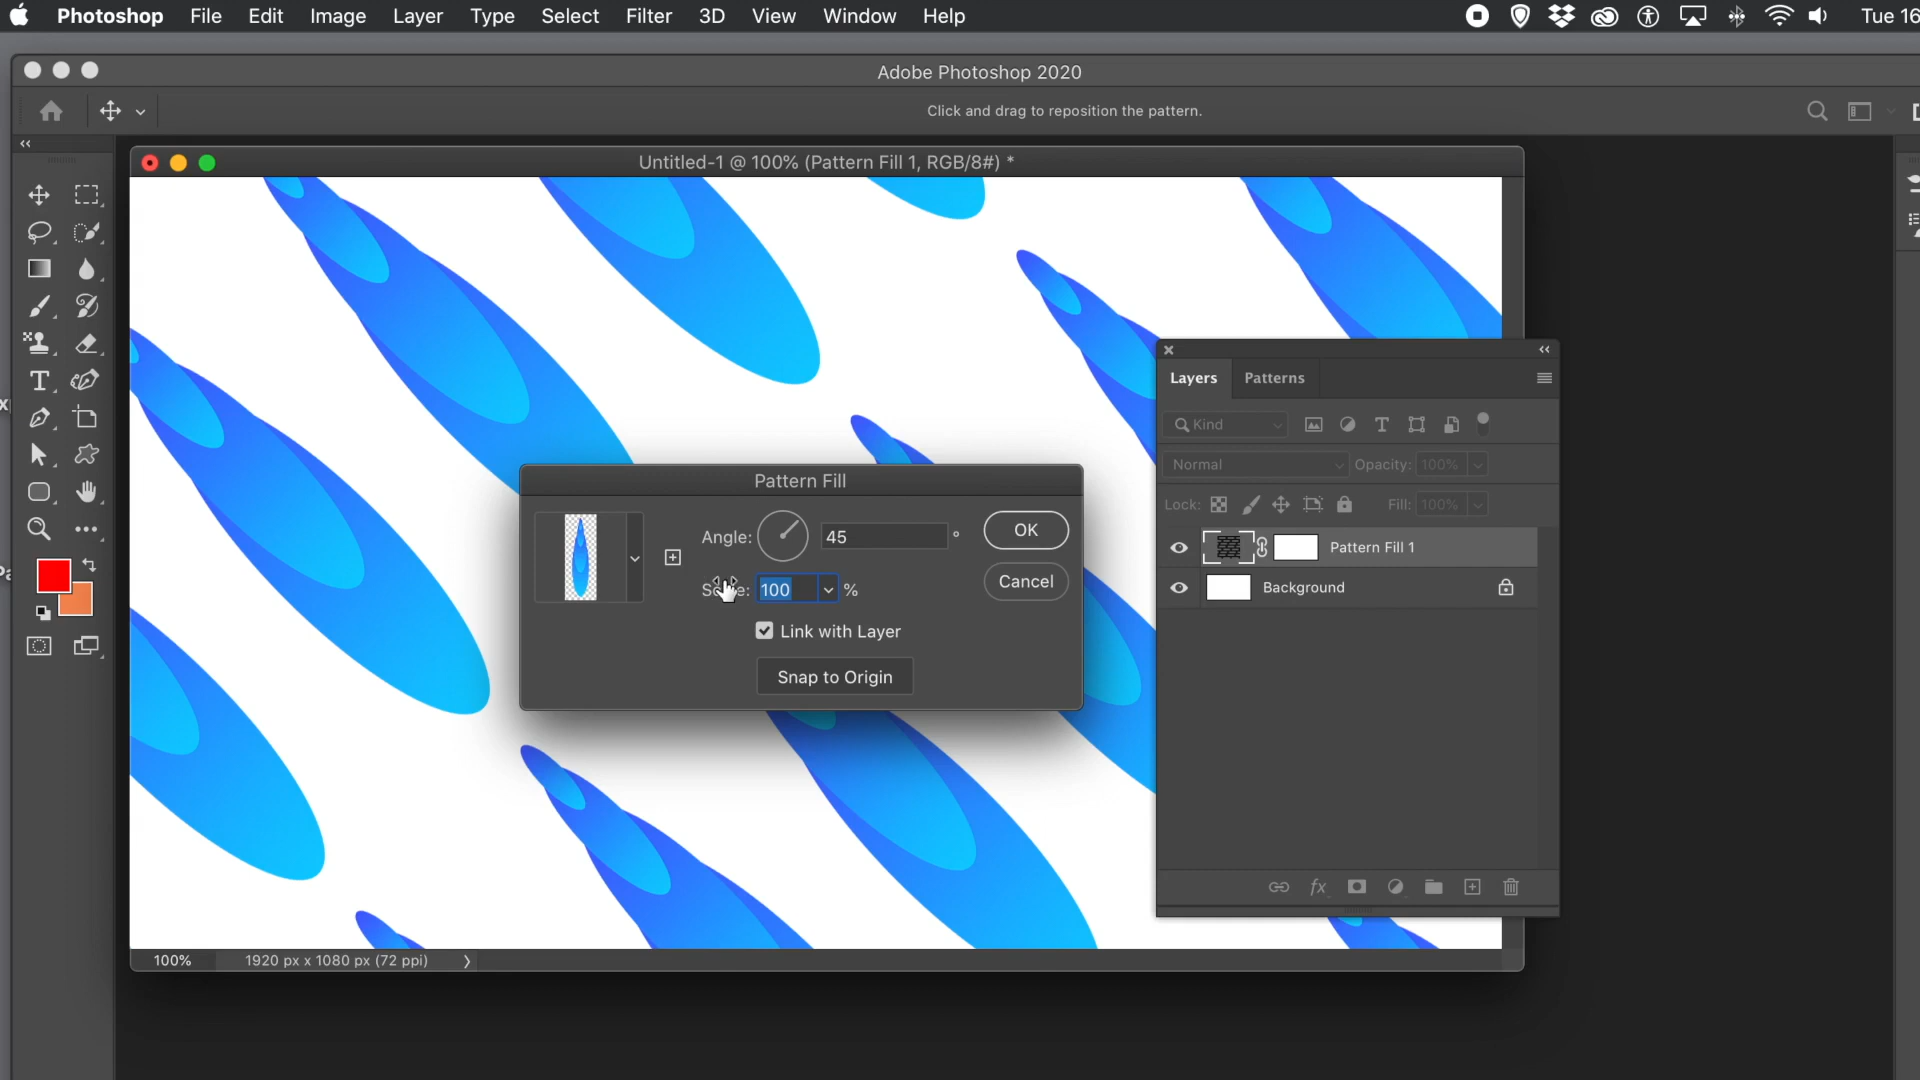 Photoshop File Edit Image Layer Type Select Filter 3D View Window Help Tue 16
Adobe Photoshop 2020
Click and drag to reposition the pattern.
Untitled-1 @ 100% (Pattern Fill 1, RGB/8#) *
Layers Patterns
Kind
Normal Opacity: 100%
Lock: Fill: 100%
Pattern Fill 1
Background
fx
Pattern Fill
Angle: 45 °
OK
Scale: 100 %
Cancel
Link with Layer
Snap to Origin
100% 1920 px x 1080 px (72 ppi)